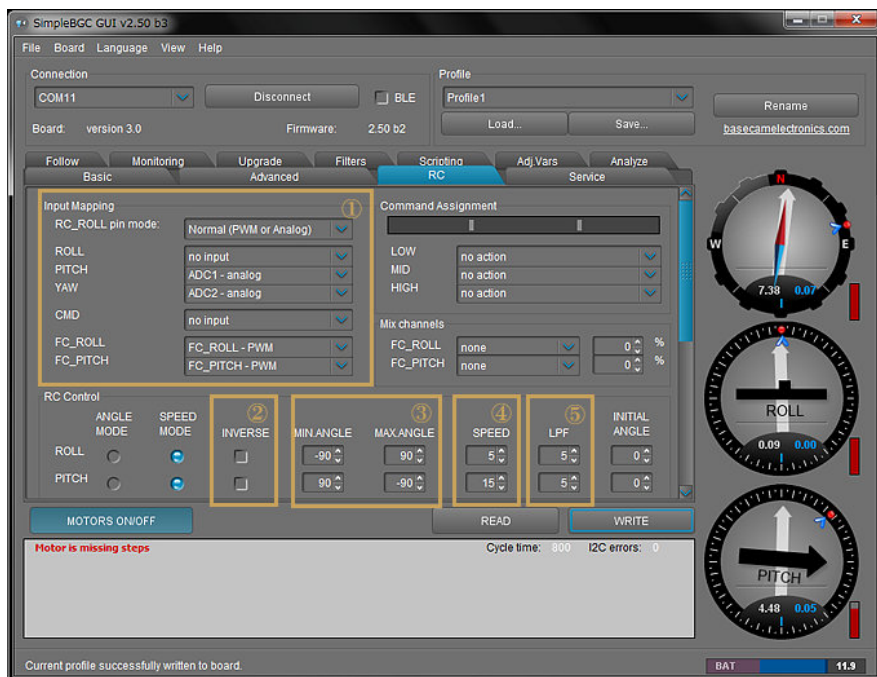 SimpleBGC GUI v2.50 b3
File Board Language View Help
Connection
COM11 Disconnect BLE
Board: version 3.0 Firmware: 2.50 b2
Profile
Profile1
Load... Save...
Rename
basecamelectronics.com
Follow Monitoring Upgrade Filters Scripting Adj.Vars Analyze
Basic Advanced RC Service
Input Mapping ①
RC_ROLL pin mode: Normal (PWM or Analog)
ROLL no input
PITCH ADC1 - analog
YAW ADC2 - analog
CMD no input
FC_ROLL FC_ROLL - PWM
FC_PITCH FC_PITCH - PWM
Command Assignment
LOW no action
MID no action
HIGH no action
Mix channels
FC_ROLL none 0 %
FC_PITCH none 0 %
RC Control
② ③ ④ ⑤
ANGLE MODE SPEED MODE INVERSE MIN.ANGLE MAX.ANGLE SPEED LPF INITIAL ANGLE
ROLL -90 90 5 5 0
PITCH 90 -90 15 5 0
MOTORS ON/OFF READ WRITE
Motor is missing steps Cycle time: 800 I2C errors: 0
N
W E
7.38 0.07
ROLL
0.09 0.00
PITCH
4.48 0.05
Current profile successfully written to board.
BAT 11.9